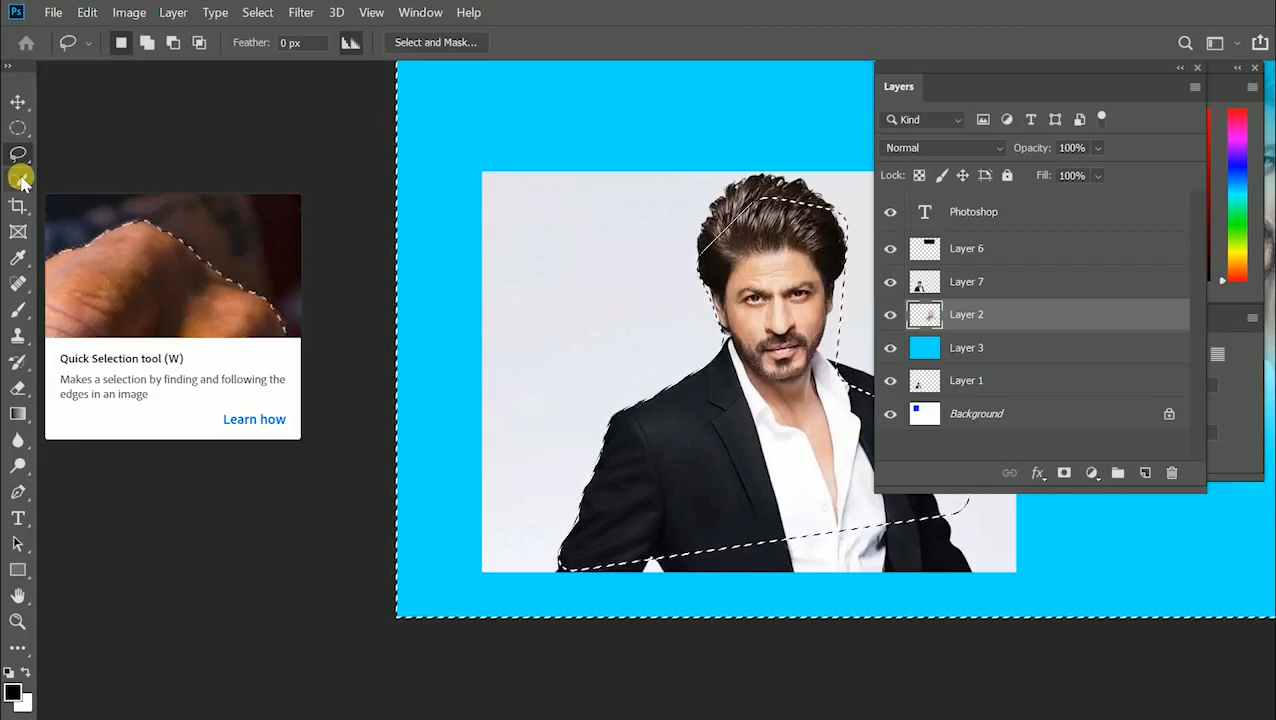 Ps File Edit Image Layer Type Select Filter 3D View Window Help
Feather: 0 px Select and Mask...
Layers
Kind
Normal Opacity: 100%
Lock: Fill: 100%
Photoshop
Layer 6
Layer 7
Layer 2
Layer 3
Layer 1
Background
fx
Quick Selection tool (W)
Makes a selection by finding and following the
edges in an image
Learn how